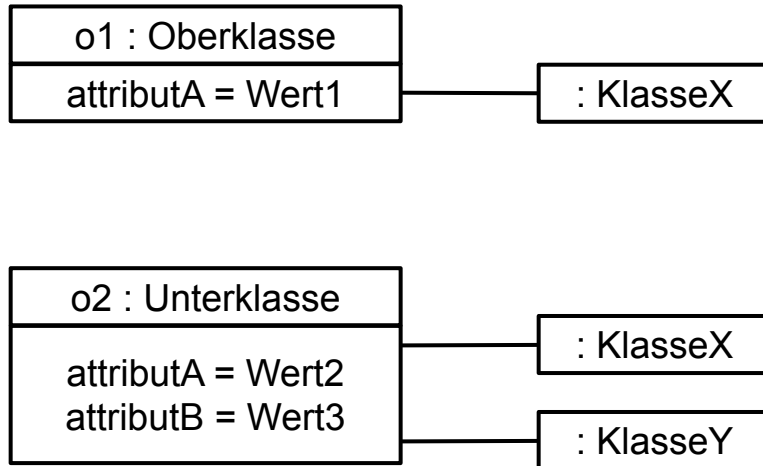 o1 : Oberklasse
attributA = Wert1
: KlasseX
o2 : Unterklasse
attributA = Wert2
attributB = Wert3
: KlasseX
: KlasseY